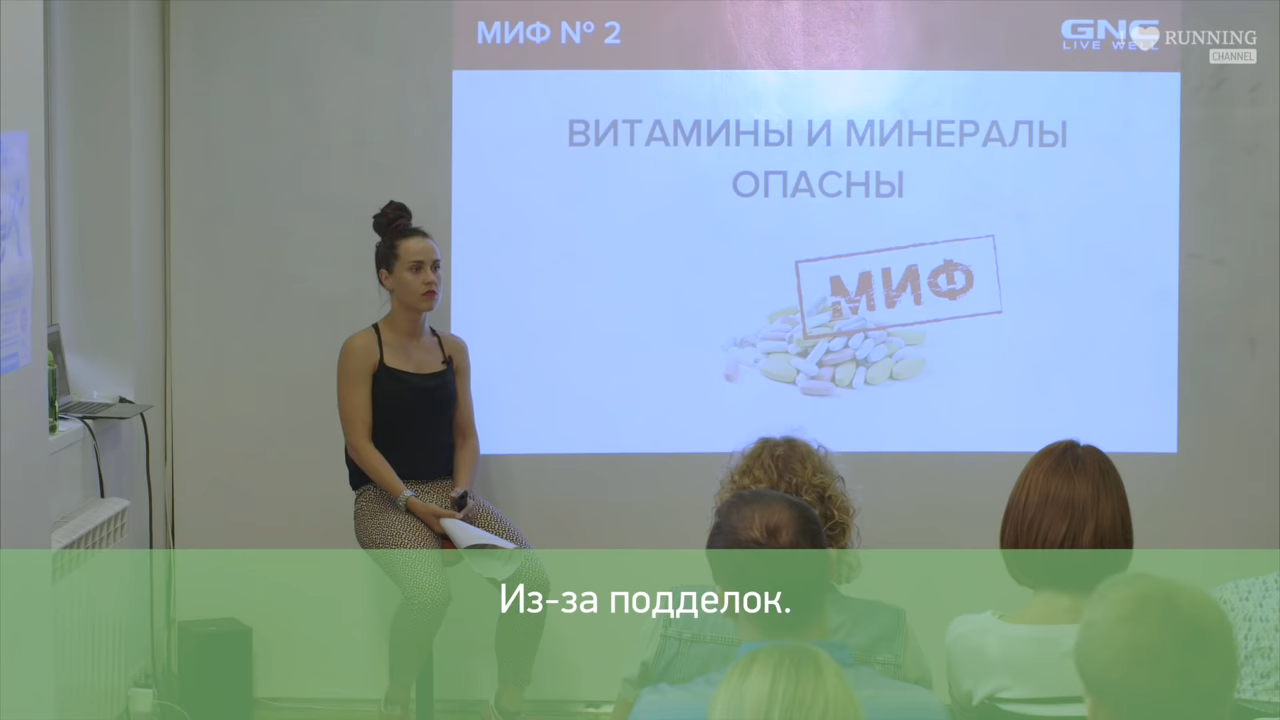 МИФ № 2
GNC
LIVE WELL
I RUNNING
CHANNEL
ВИТАМИНЫ И МИНЕРАЛЫ
ОПАСНЫ
МИФ
Из-за подделок.